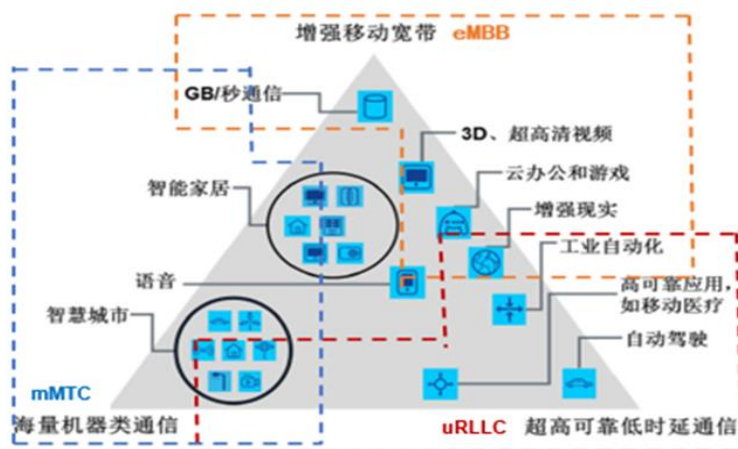 增强移动宽带 eMBB
GB/秒通信
3D、超高清视频
云办公和游戏
智能家居
增强现实
工业自动化
语音
高可靠应用，
如移动医疗
智慧城市
自动驾驶
mMTC
海量机器类通信
uRLLC 超高可靠低时延通信